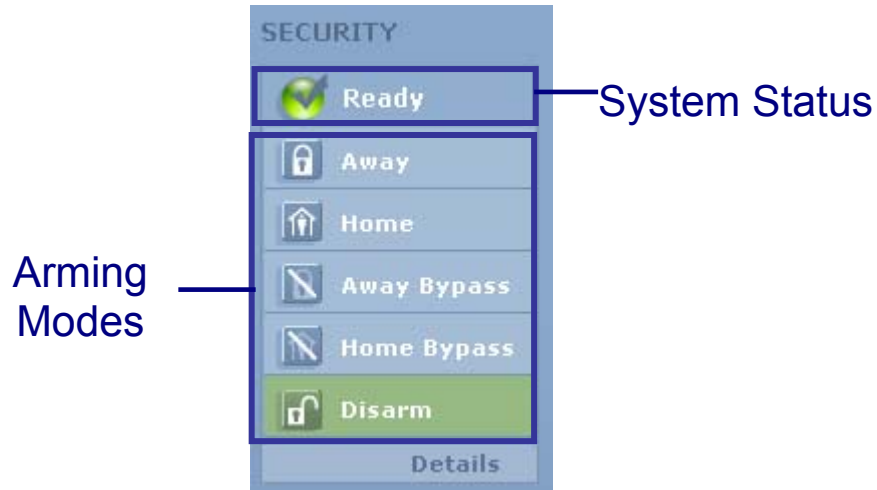 SECURITY
Ready
System Status
Away
Home
Arming
Modes
Away Bypass
Home Bypass
Disarm
Details